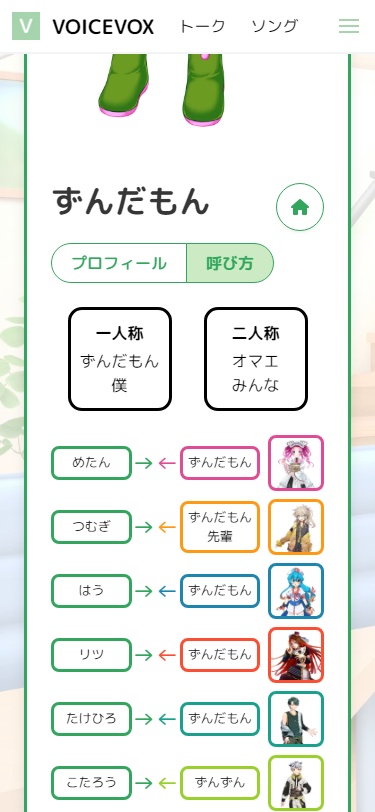 V VOICEVOX トーク ソング
ずんだもん
プロフィール 呼び方
一人称
ずんだもん
僕
二人称
オマエ
みんな
めたん → ← ずんだもん
つむぎ → ← ずんだもん
先輩
はう → ← ずんだもん
リツ → ← ずんだもん
たけひろ → ← ずんだもん
こたろう → ← ずんずん